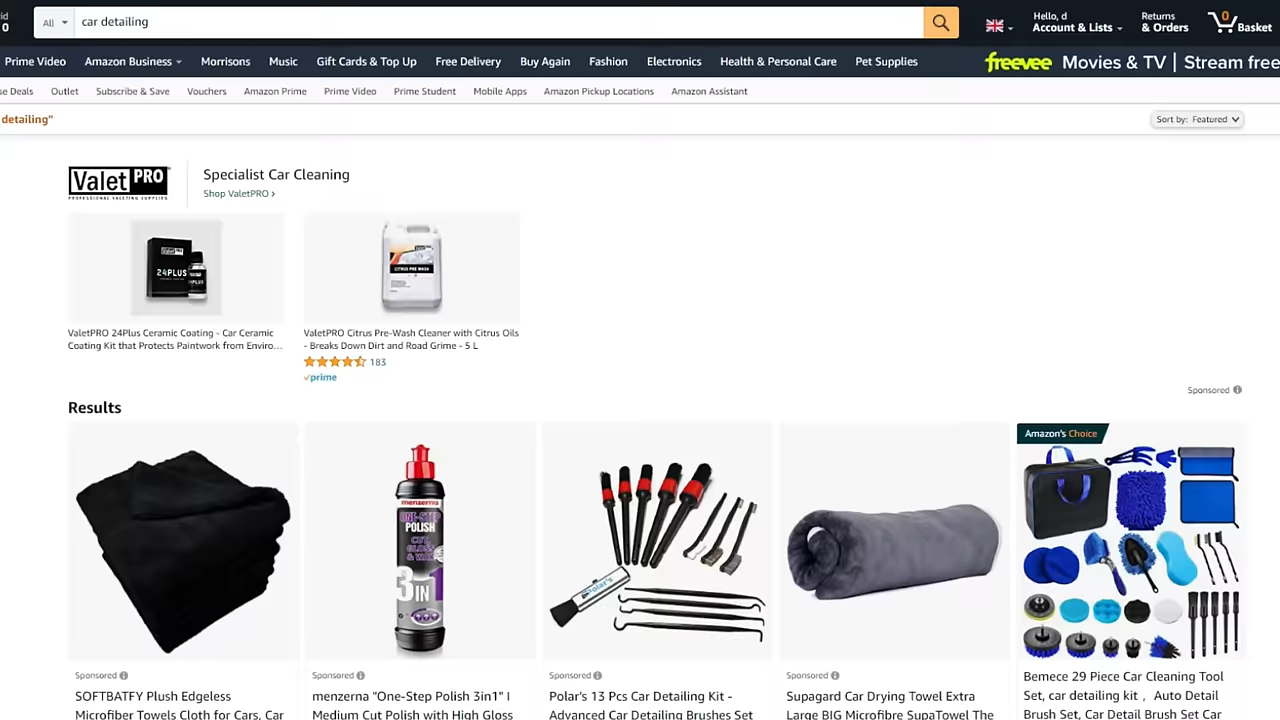 id
0
All
car detailing
Hello, d
Account & Lists
Returns
& Orders
0
Basket
Prime Video
Amazon Business
Morrisons
Music
Gift Cards & Top Up
Free Delivery
Buy Again
Fashion
Electronics
Health & Personal Care
Pet Supplies
freevee Movies & TV | Stream free
se Deals
Outlet
Subscribe & Save
Vouchers
Amazon Prime
Prime Video
Prime Student
Mobile Apps
Amazon Pickup Locations
Amazon Assistant
detailing"
Sort by: Featured
Valet PRO
PROFESSIONAL VALETING SUPPLIES
Specialist Car Cleaning
Shop ValetPRO ›
24PLUS
CITRUS PRE WASH
ValetPRO 24Plus Ceramic Coating - Car Ceramic
Coating Kit that Protects Paintwork from Enviro…
ValetPRO Citrus Pre-Wash Cleaner with Citrus Oils
- Breaks Down Dirt and Road Grime - 5 L
183
prime
Sponsored
Results
menzerna
ONE-STEP
POLISH
CUT,
GLOSS
& WAX
3 IN 1
Polar's
Amazon's Choice
Sponsored
SOFTBATFY Plush Edgeless
Microfiber Towels Cloth for Cars, Car
Sponsored
menzerna "One-Step Polish 3in1" I
Medium Cut Polish with High Gloss
Sponsored
Polar's 13 Pcs Car Detailing Kit -
Advanced Car Detailing Brushes Set
Sponsored
Supagard Car Drying Towel Extra
Large BIG Microfibre SupaTowel The
Bemece 29 Piece Car Cleaning Tool
Set, car detailing kit， Auto Detail
Brush Set, Car Detail Brush Set Car